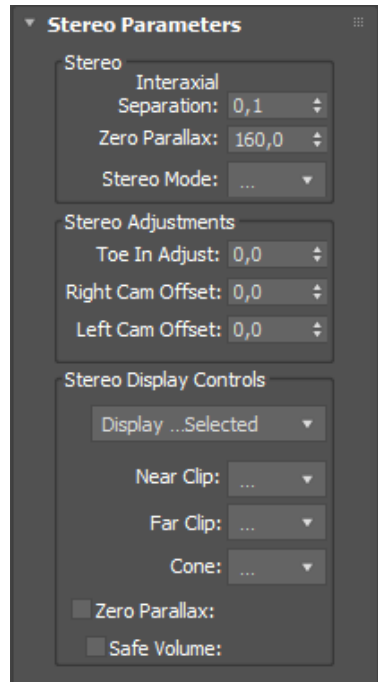 Stereo Parameters
Stereo
Interaxial
Separation: 0,1
Zero Parallax: 160,0
Stereo Mode: ...
Stereo Adjustments
Toe In Adjust: 0,0
Right Cam Offset: 0,0
Left Cam Offset: 0,0
Stereo Display Controls
Display ...Selected
Near Clip: ...
Far Clip: ...
Cone: ...
Zero Parallax:
Safe Volume: